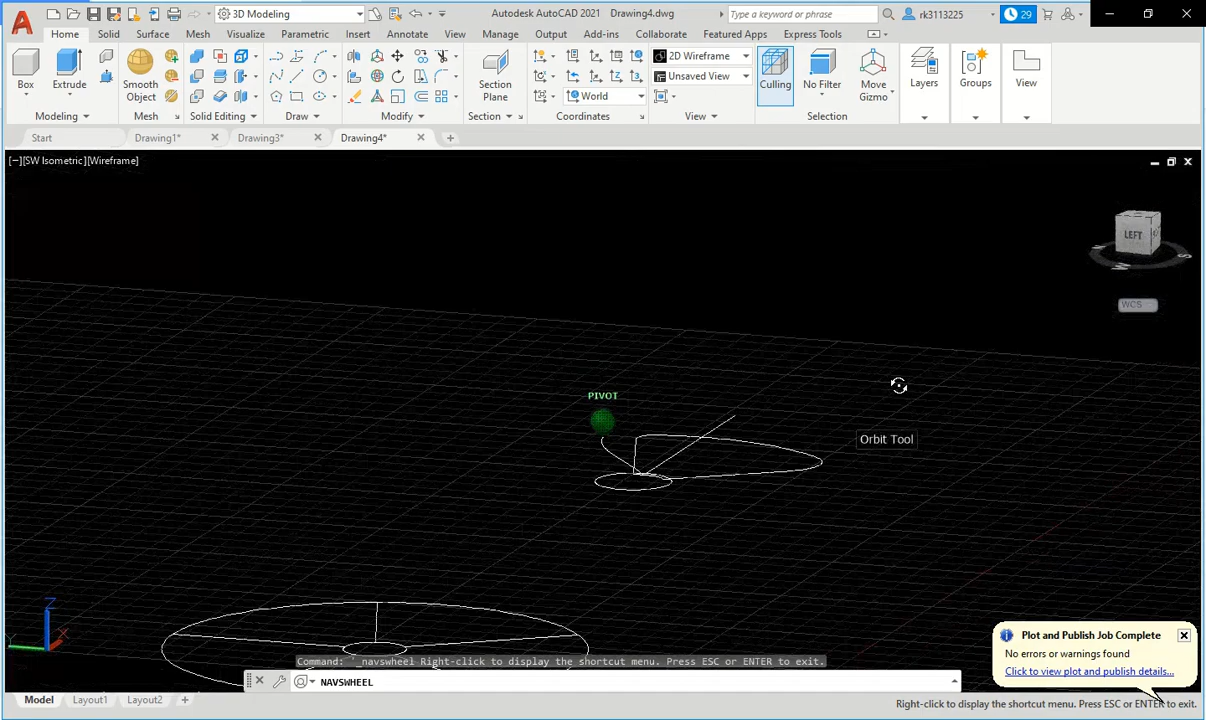 3D Modeling
Autodesk AutoCAD 2021 Drawing4.dwg
Type a keyword or phrase
rk3113225
29
Home Solid Surface Mesh Visualize Parametric Insert Annotate View Manage Output Add-ins Collaborate Express Tools Featured Apps
Box
Extrude
Smooth
Object
Section
Plane
2D Wireframe
Unsaved View
World
Culling
No Filter
Move
Gizmo
Layers
Groups
View
Modeling
Mesh
Solid Editing
Draw
Modify
Section
Coordinates
View
Selection
Start
Drawing1*
Drawing3*
Drawing4*
[−][SW Isometric][Wireframe]
LEFT
W
S
WCS
PIVOT
Orbit Tool
Z
Y
X
Plot and Publish Job Complete
No errors or warnings found
Click to view plot and publish details...
Command: '_navswheel Right-click to display the shortcut menu. Press ESC or ENTER to exit.
NAVSWHEEL
Model
Layout1
Layout2
Right-click to display the shortcut menu. Press ESC or ENTER to exit.